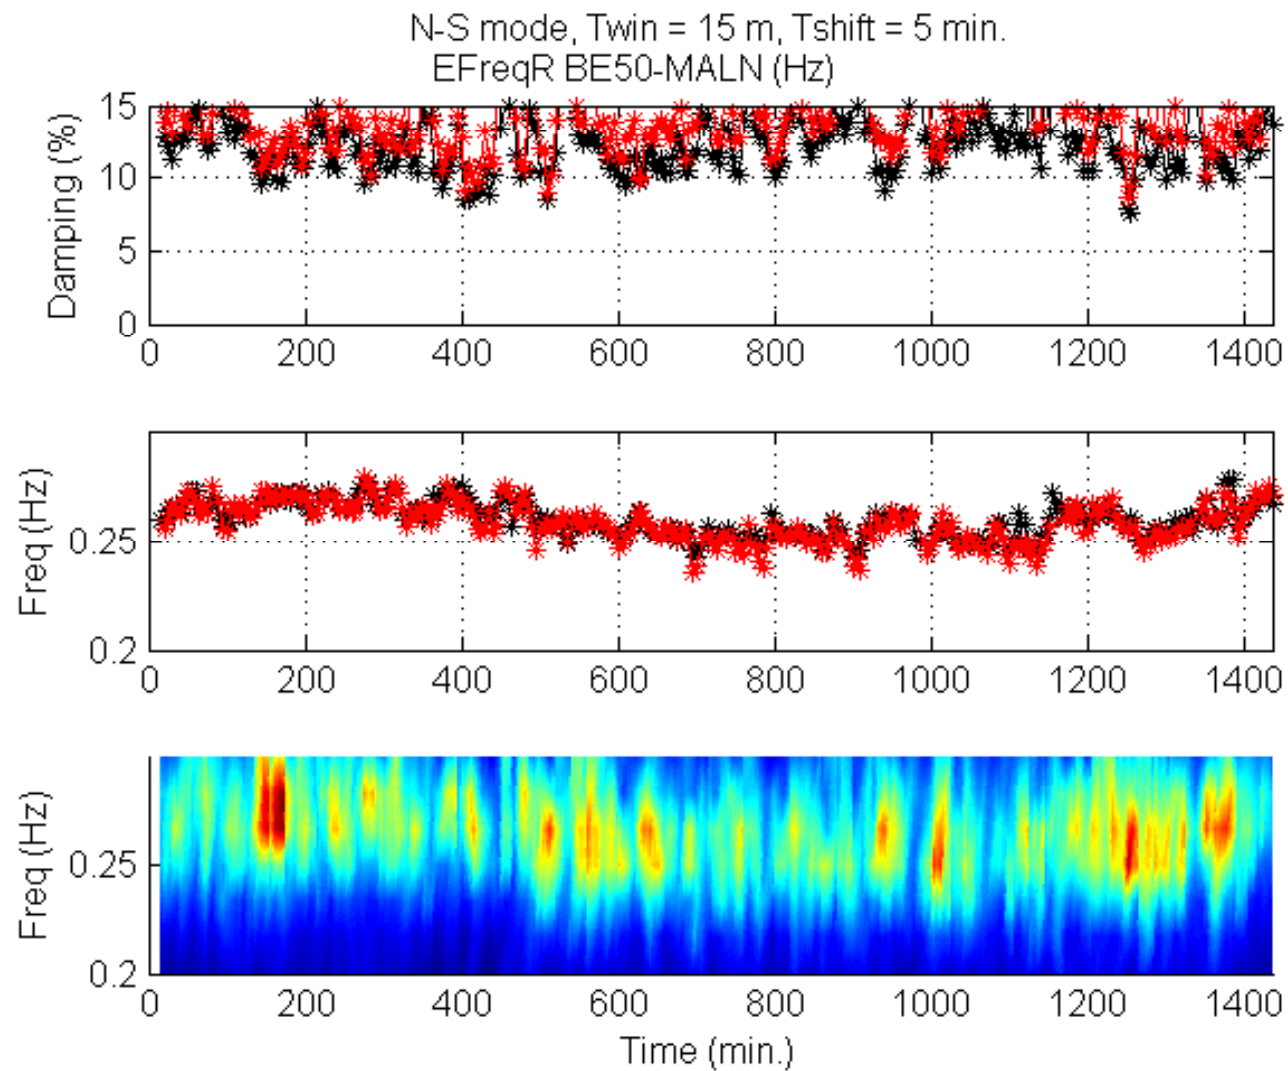 N-S mode, Twin = 15 m, Tshift = 5 min.
EFreqR BE50-MALN (Hz)
15
10
5
0
Damping (%)
0 200 400 600 800 1000 1200 1400
0.25
0.2
Freq (Hz)
0 200 400 600 800 1000 1200 1400
0.25
0.2
Freq (Hz)
0 200 400 600 800 1000 1200 1400
Time (min.)